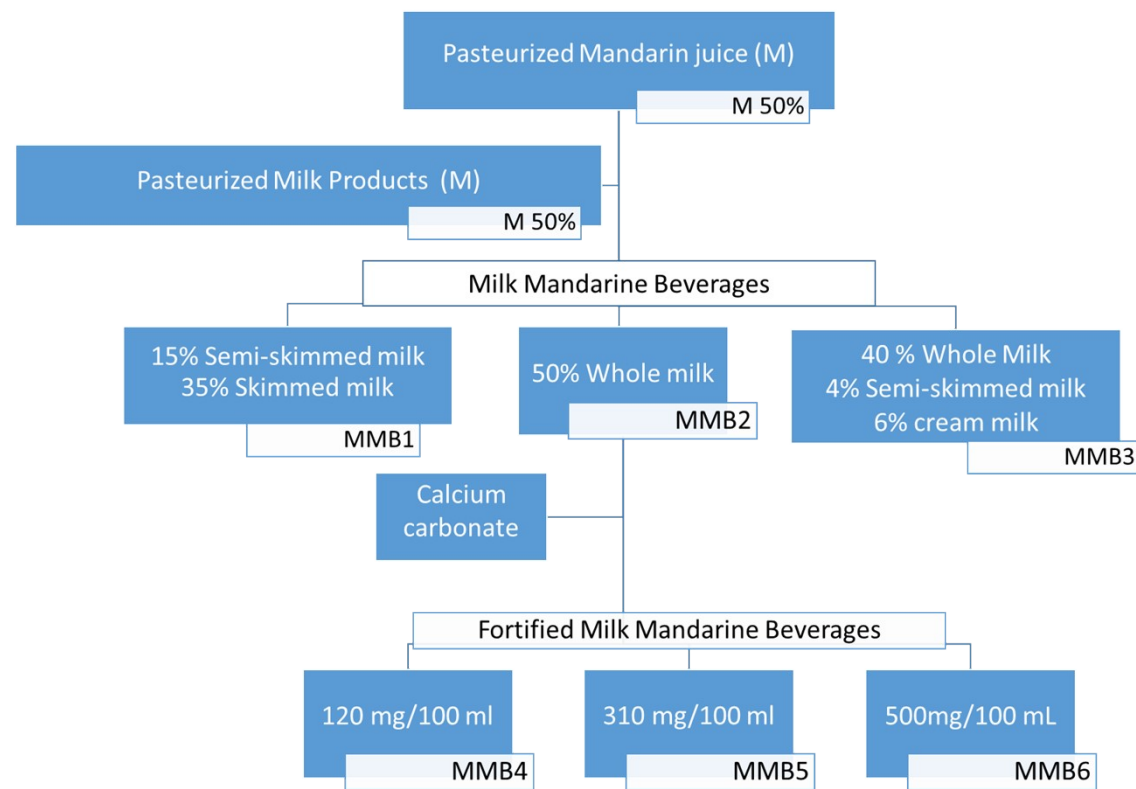 Pasteurized Mandarin juice (M)
M 50%
Pasteurized Milk Products (M)
M 50%
Milk Mandarine Beverages
15% Semi-skimmed milk
35% Skimmed milk
MMB1
50% Whole milk
MMB2
40 % Whole Milk
4% Semi-skimmed milk
6% cream milk
MMB3
Calcium
carbonate
Fortified Milk Mandarine Beverages
120 mg/100 ml
MMB4
310 mg/100 ml
MMB5
500mg/100 mL
MMB6